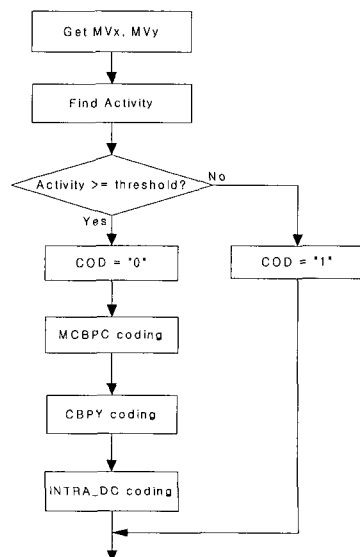 Get MVx, MVy
Find Activity
Activity >= threshold?
No
Yes
COD = "0"
COD = "1"
MCBPC coding
CBPY coding
INTRA_DC coding